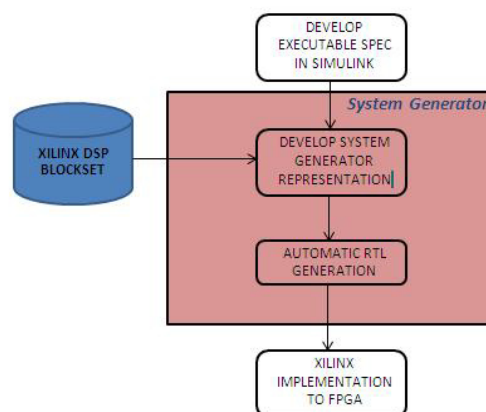 DEVELOP
EXECUTABLE SPEC
IN SIMULINK
System Generator
XILINX DSP
BLOCKSET
DEVELOP SYSTEM
GENERATOR
REPRESENTATION
AUTOMATIC RTL
GENERATION
XILINX
IMPLEMENTATION
TO FPGA